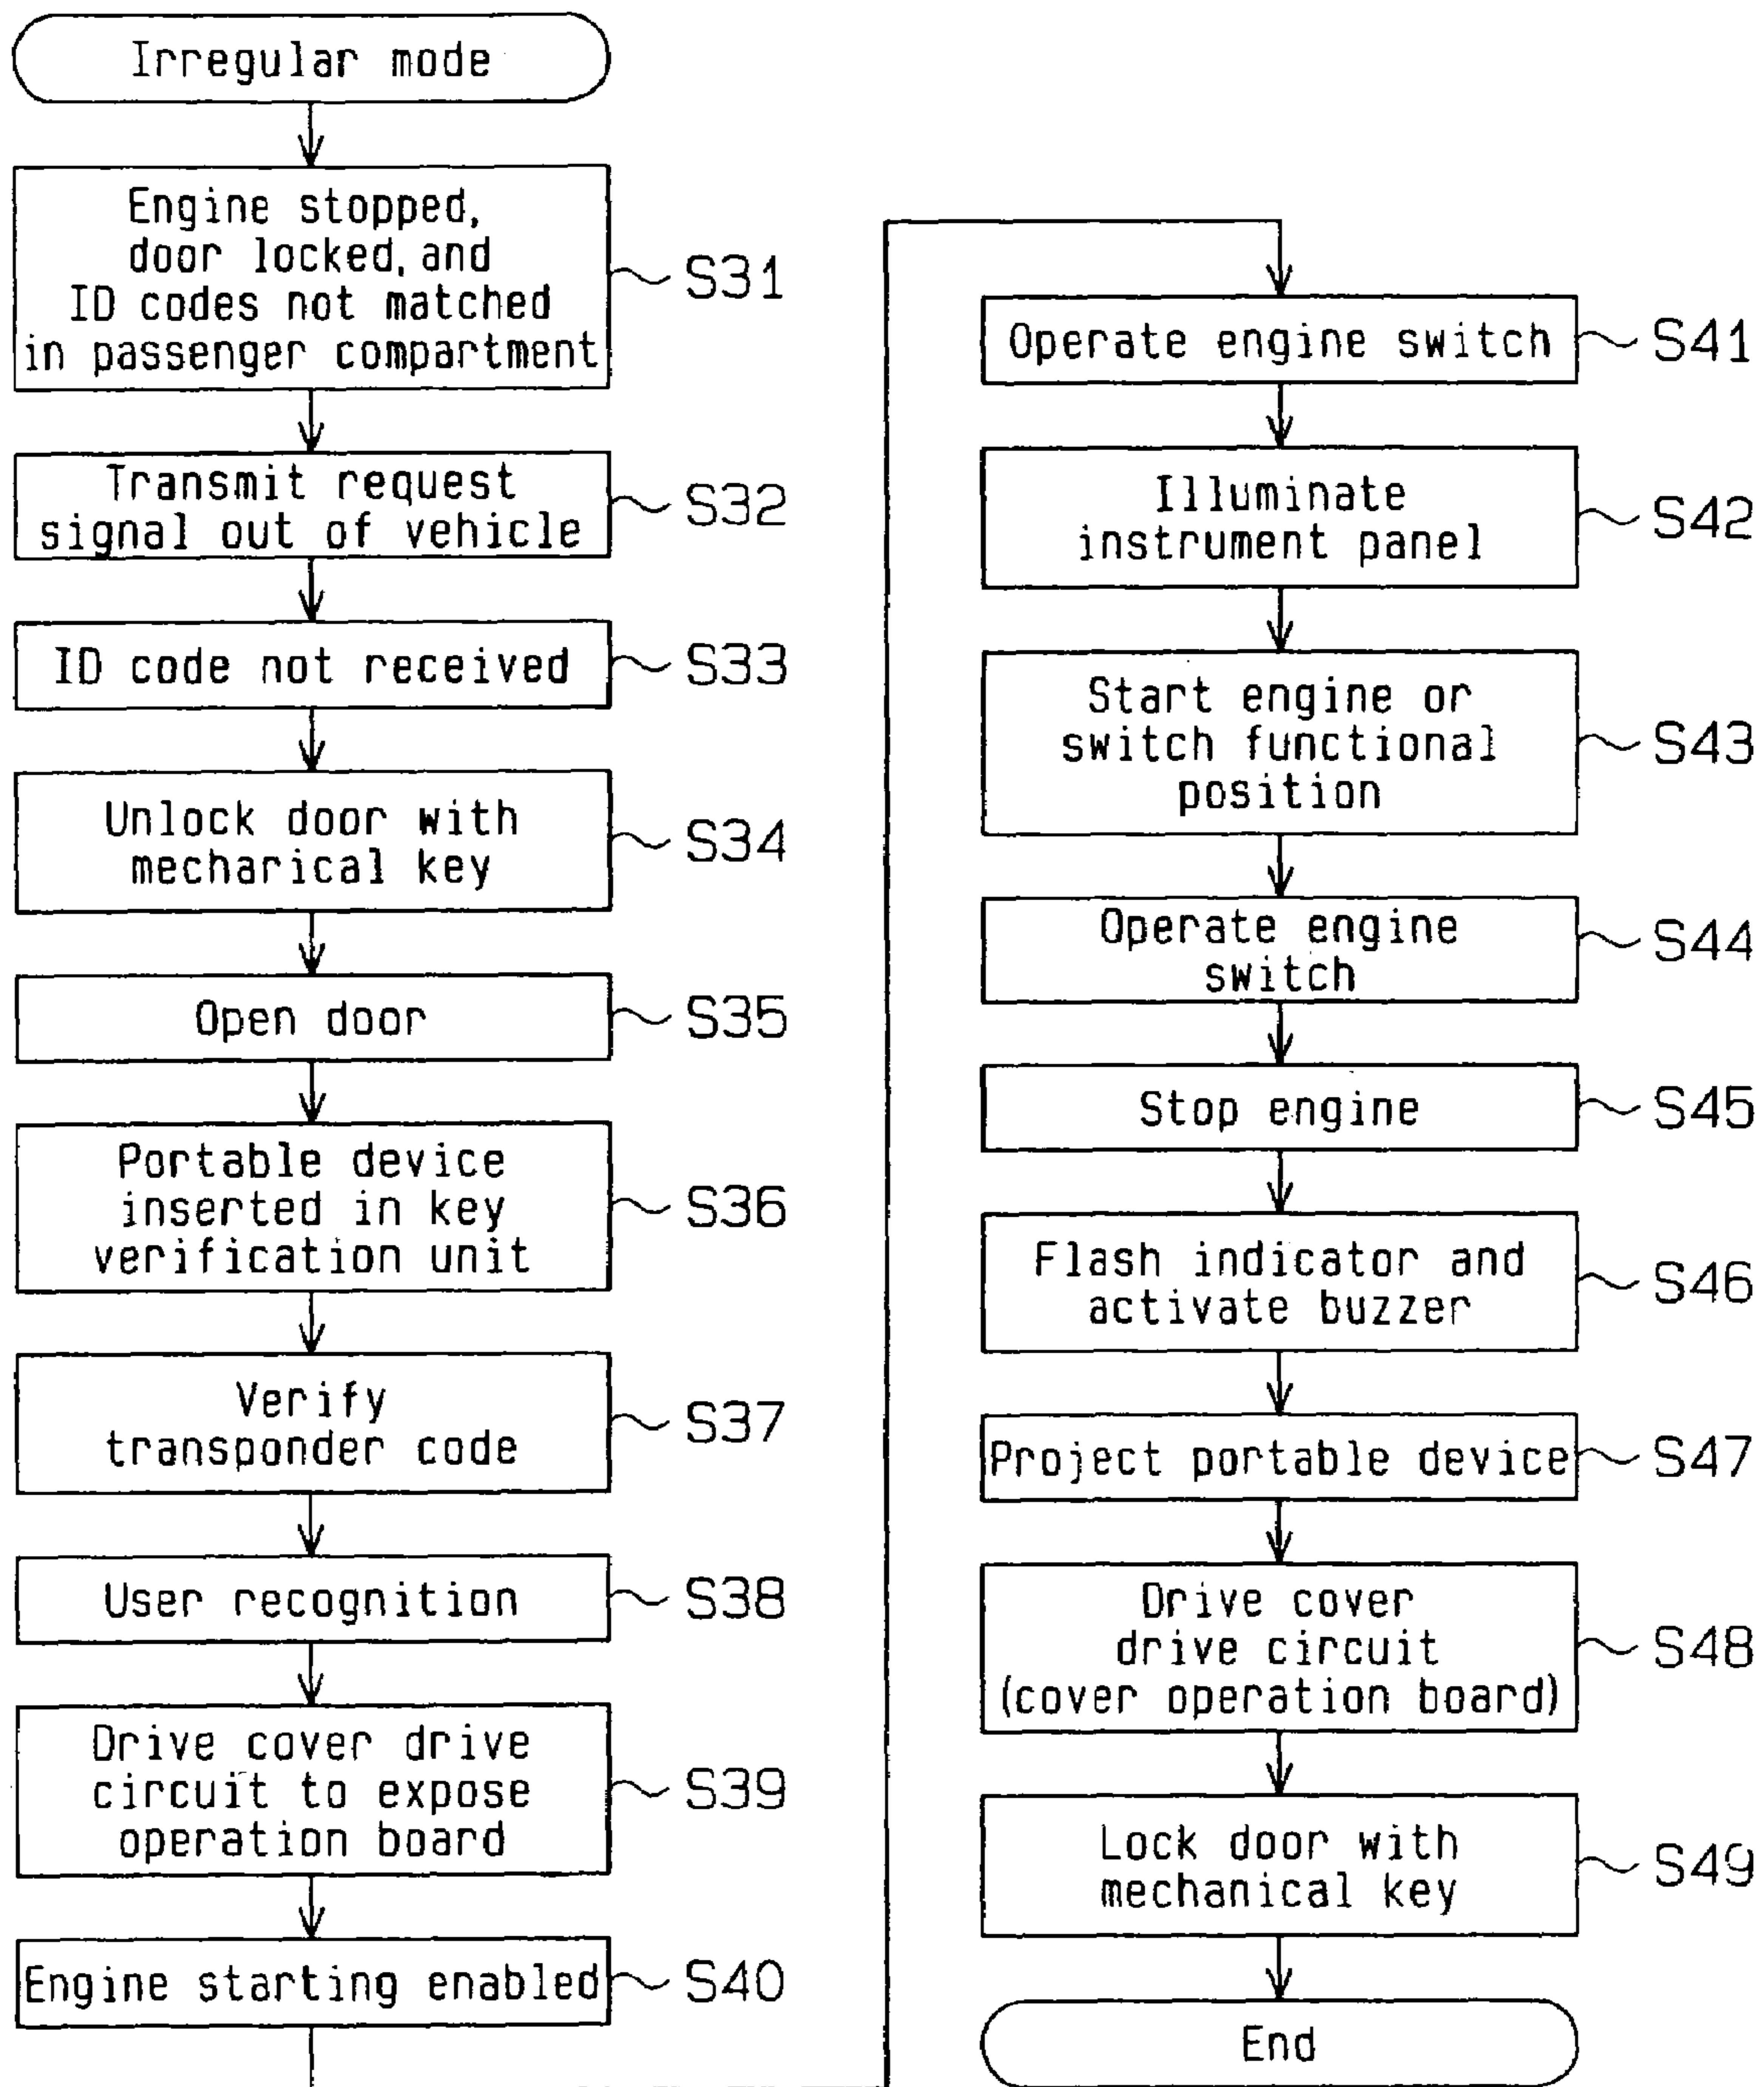 Irregular mode
Engine stopped,
door locked, and
ID codes not matched
in passenger compartment
S31
Transmit request
signal out of vehicle
S32
ID code not received
S33
Unlock door with
mecharical key
S34
Open door
S35
Portable device
inserted in key
verification unit
S36
Verify
transponder code
S37
User recognition
S38
Drive cover drive
circuit to expose
operation board
S39
Engine starting enabled
S40
Operate engine switch
S41
Illuminate
instrument panel
S42
Start engine or
switch functional
position
S43
Operate engine
switch
S44
Stop engine
S45
Flash indicator and
activate buzzer
S46
Project portable device
S47
Drive cover
drive circuit
(cover operation board)
S48
Lock door with
mechanical key
S49
End